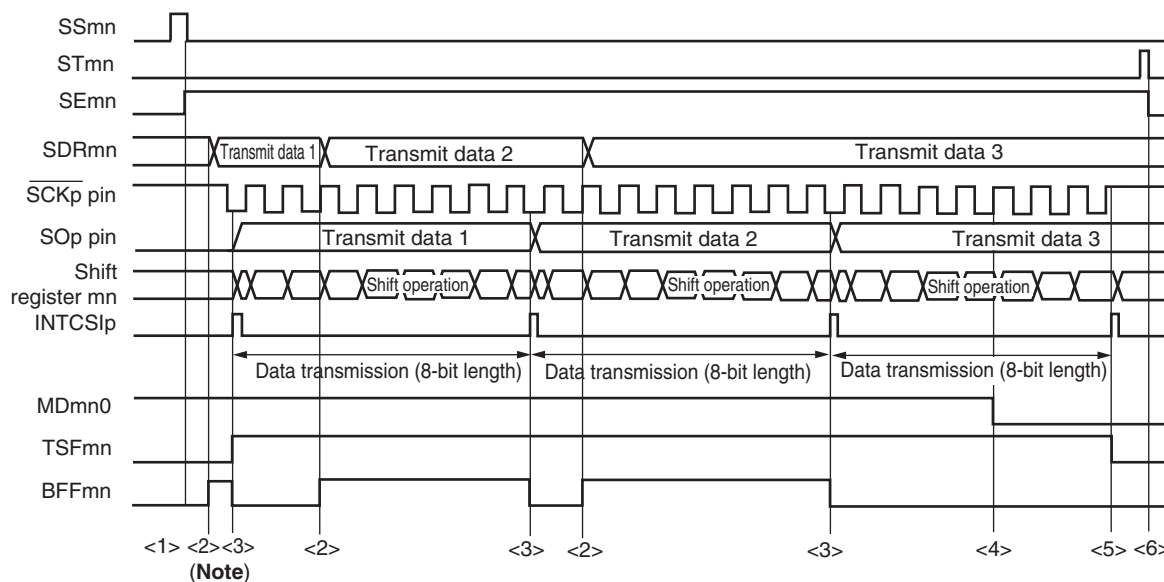 SSmn
STmn
SEmn
SDRmn
Transmit data 1
Transmit data 2
Transmit data 3
SCKp pin
SOp pin
Transmit data 1
Transmit data 2
Transmit data 3
Shift
register mn
Shift operation
Shift operation
Shift operation
INTCSIp
Data transmission (8-bit length)
Data transmission (8-bit length)
Data transmission (8-bit length)
MDmn0
TSFmn
BFFmn
<1> <2> <3> <2> <3> <2> <3> <4> <5> <6>
(Note)